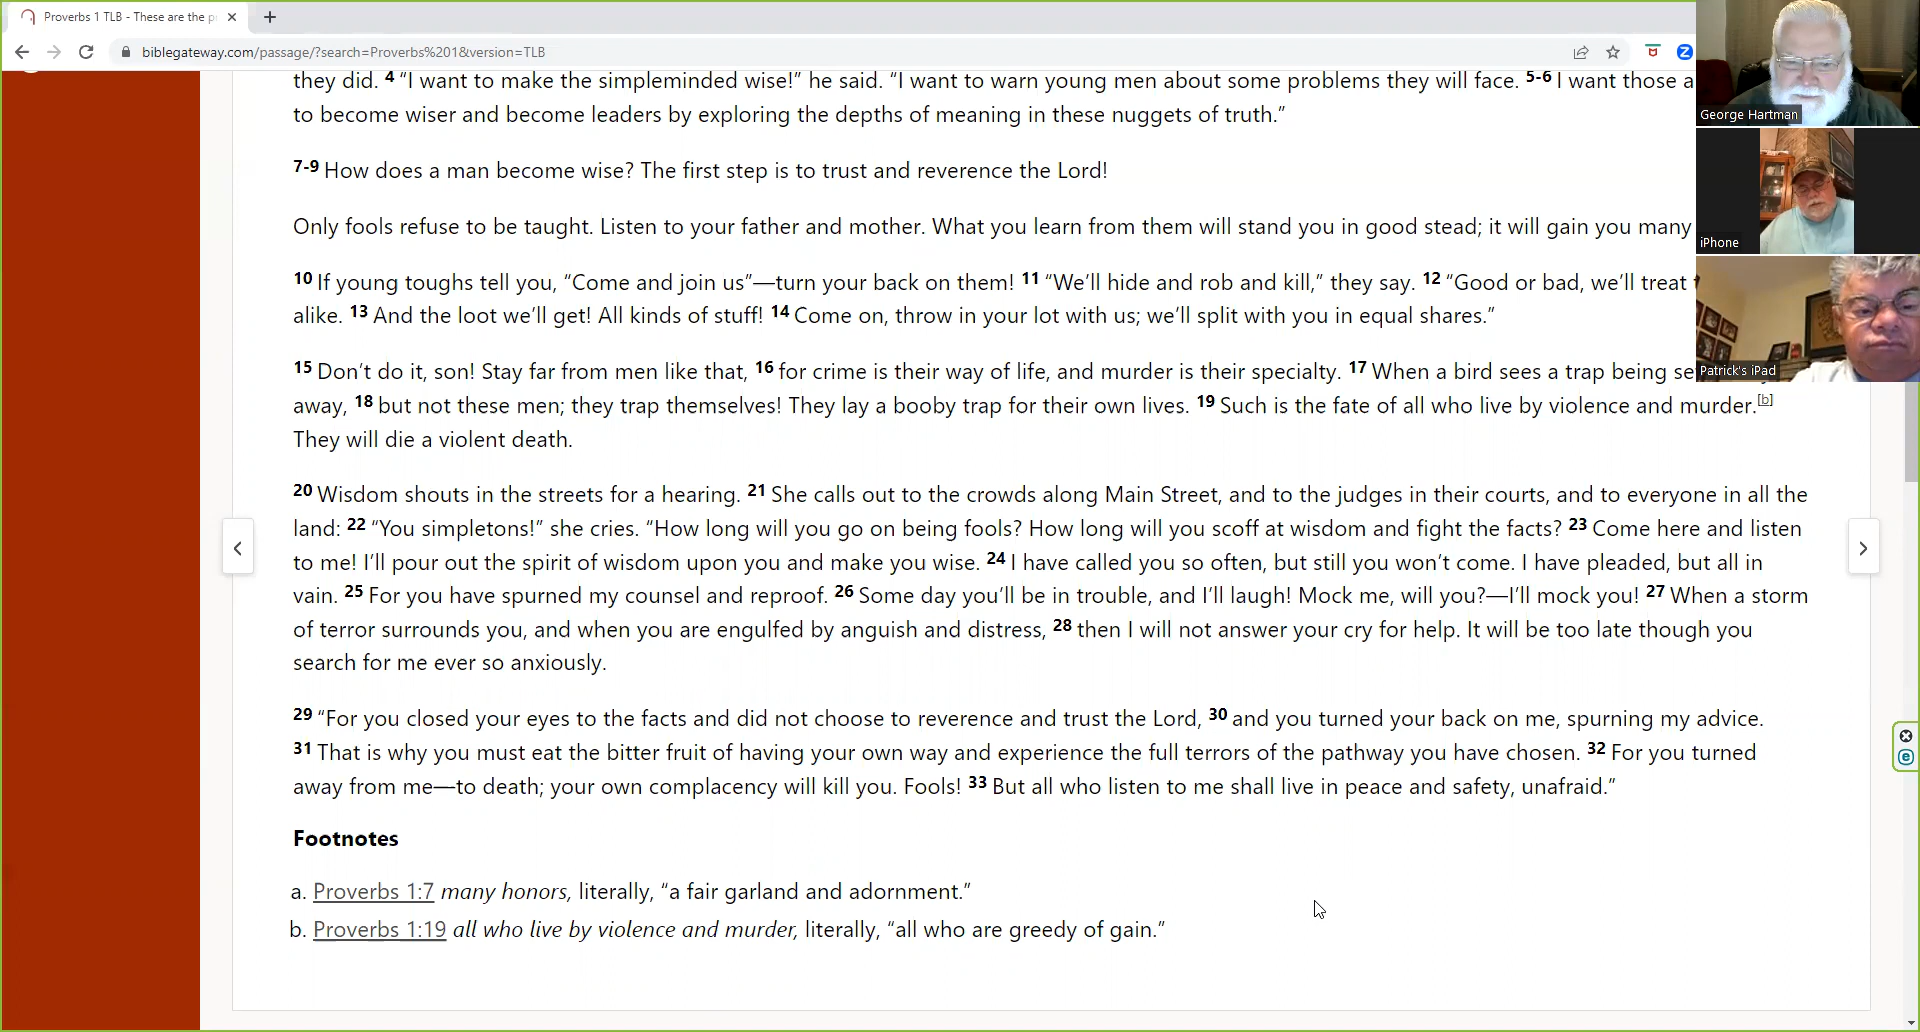 Proverbs 1 TLB - These are the p
biblegateway.com/passage/?search=Proverbs%201&version=TLB
they did. 4 “I want to make the simpleminded wise!” he said. “I want to warn young men about some problems they will face. 5-6 I want those a
to become wiser and become leaders by exploring the depths of meaning in these nuggets of truth.”
George Hartman
7-9 How does a man become wise? The first step is to trust and reverence the Lord!
Only fools refuse to be taught. Listen to your father and mother. What you learn from them will stand you in good stead; it will gain you many
iPhone
10 If young toughs tell you, “Come and join us”—turn your back on them! 11 “We’ll hide and rob and kill,” they say. 12 “Good or bad, we’ll treat
alike. 13 And the loot we’ll get! All kinds of stuff! 14 Come on, throw in your lot with us; we’ll split with you in equal shares.”
15 Don’t do it, son! Stay far from men like that, 16 for crime is their way of life, and murder is their specialty. 17 When a bird sees a trap being se
Patrick's iPad
away, 18 but not these men; they trap themselves! They lay a booby trap for their own lives. 19 Such is the fate of all who live by violence and murder.[b]
They will die a violent death.
20 Wisdom shouts in the streets for a hearing. 21 She calls out to the crowds along Main Street, and to the judges in their courts, and to everyone in all the
land: 22 “You simpletons!” she cries. “How long will you go on being fools? How long will you scoff at wisdom and fight the facts? 23 Come here and listen
to me! I’ll pour out the spirit of wisdom upon you and make you wise. 24 I have called you so often, but still you won’t come. I have pleaded, but all in
vain. 25 For you have spurned my counsel and reproof. 26 Some day you’ll be in trouble, and I’ll laugh! Mock me, will you?—I’ll mock you! 27 When a storm
of terror surrounds you, and when you are engulfed by anguish and distress, 28 then I will not answer your cry for help. It will be too late though you
search for me ever so anxiously.
29 “For you closed your eyes to the facts and did not choose to reverence and trust the Lord, 30 and you turned your back on me, spurning my advice.
31 That is why you must eat the bitter fruit of having your own way and experience the full terrors of the pathway you have chosen. 32 For you turned
away from me—to death; your own complacency will kill you. Fools! 33 But all who listen to me shall live in peace and safety, unafraid.”
Footnotes
a. Proverbs 1:7 many honors, literally, “a fair garland and adornment.”
b. Proverbs 1:19 all who live by violence and murder, literally, “all who are greedy of gain.”